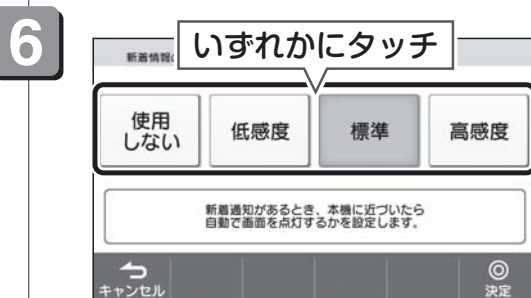 6
いずれかにタッチ
新着情報
使用
しない
低感度
標準
高感度
新着通知があるとき、本機に近づいたら
自動で画面を点灯するかを設定します。
キャンセル
決定